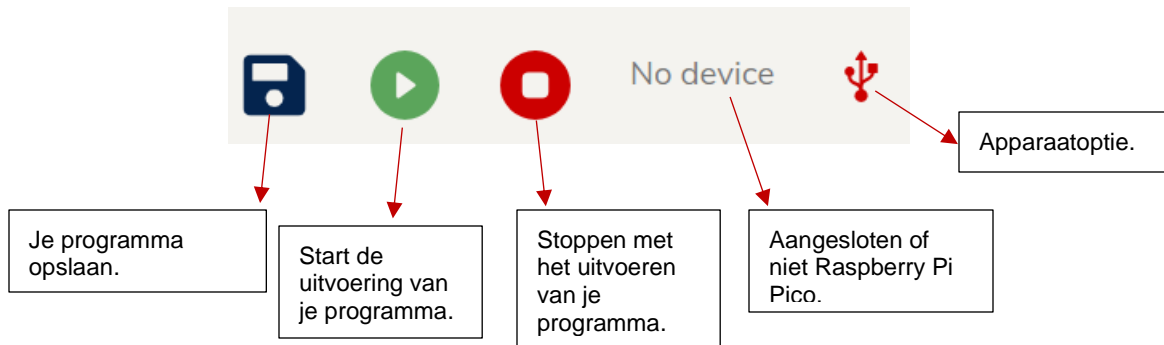 No device
Apparaatoptie.
Je programma
opslaan.
Start de
uitvoering van
je programma.
Stoppen met
het uitvoeren
van je
programma.
Aangesloten of
niet Raspberry Pi
Pico.